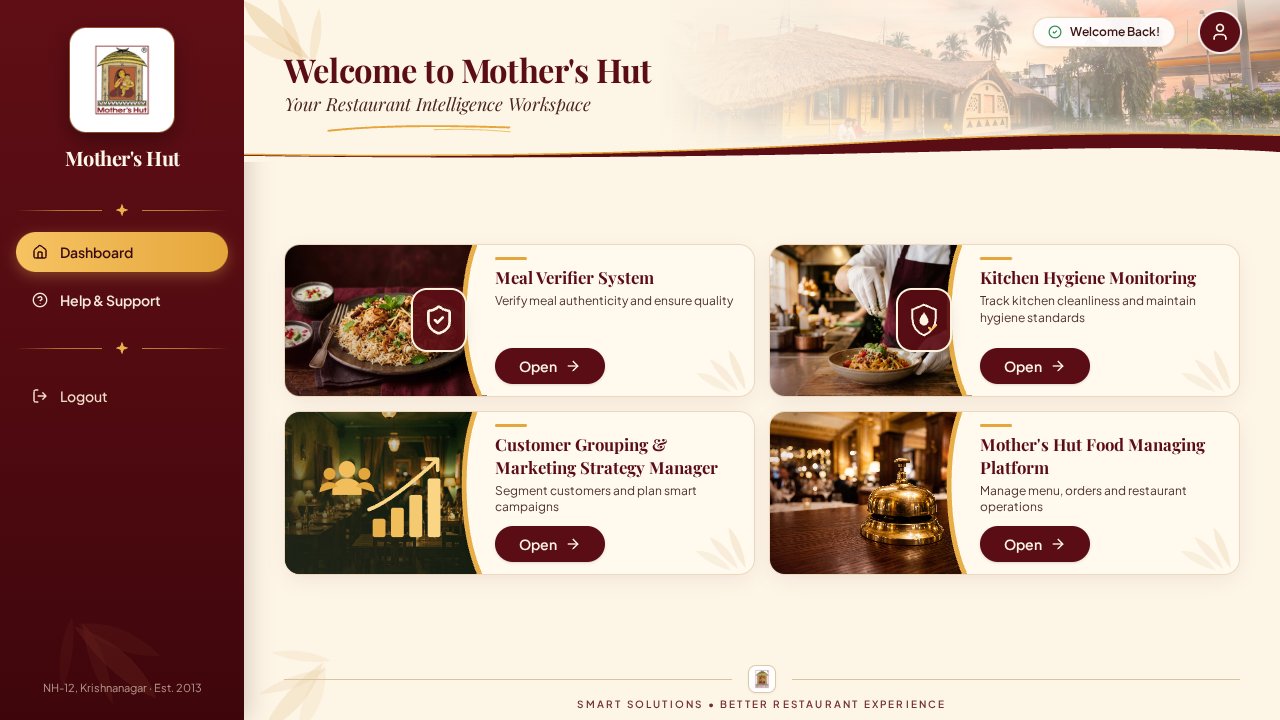 ®
Mother's Hut
Mother's Hut
Dashboard
Help & Support
Logout
NH-12, Krishnanagar · Est. 2013
Welcome to Mother's Hut
Your Restaurant Intelligence Workspace
Welcome Back!
Meal Verifier System
Verify meal authenticity and ensure quality
Open
Kitchen Hygiene Monitoring
Track kitchen cleanliness and maintain
hygiene standards
Open
Customer Grouping &
Marketing Strategy Manager
Segment customers and plan smart
campaigns
Open
Mother's Hut Food Managing
Platform
Manage menu, orders and restaurant
operations
Open
SMART SOLUTIONS • BETTER RESTAURANT EXPERIENCE